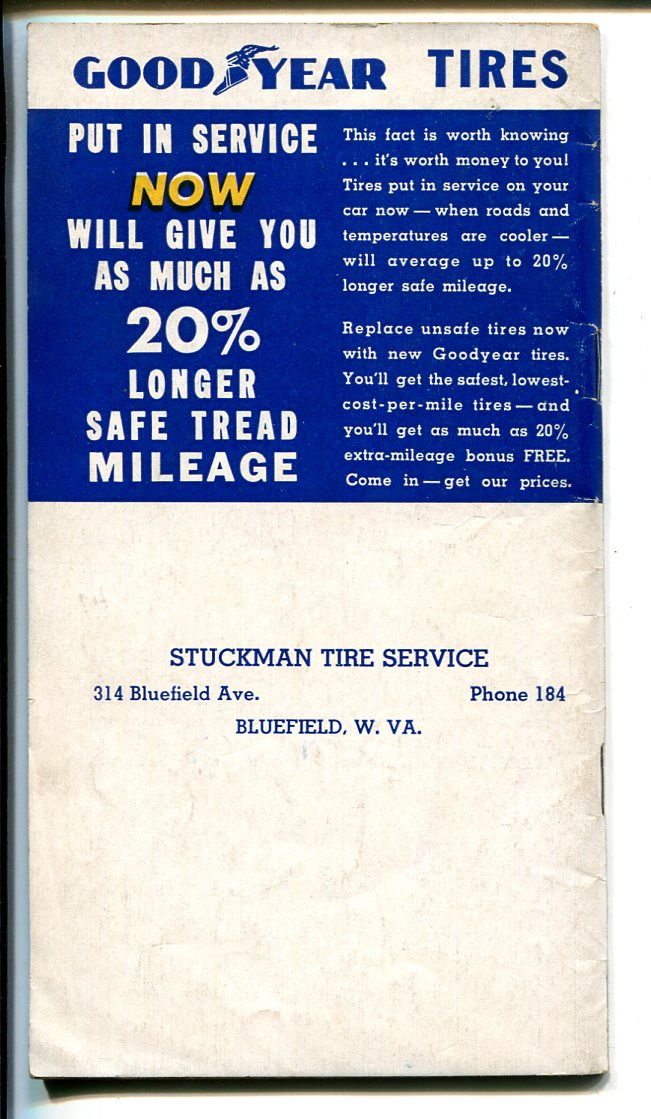 GOOD YEAR TIRES
PUT IN SERVICE
NOW
WILL GIVE YOU
AS MUCH AS
20%
LONGER
SAFE TREAD
MILEAGE
This fact is worth knowing
. . . it's worth money to you!
Tires put in service on your
car now — when roads and
temperatures are cooler —
will average up to 20%
longer safe mileage.
Replace unsafe tires now
with new Goodyear tires.
You'll get the safest, lowest-
cost-per-mile tires — and
you'll get as much as 20%
extra-mileage bonus FREE.
Come in — get our prices.
STUCKMAN TIRE SERVICE
314 Bluefield Ave. Phone 184
BLUEFIELD, W. VA.